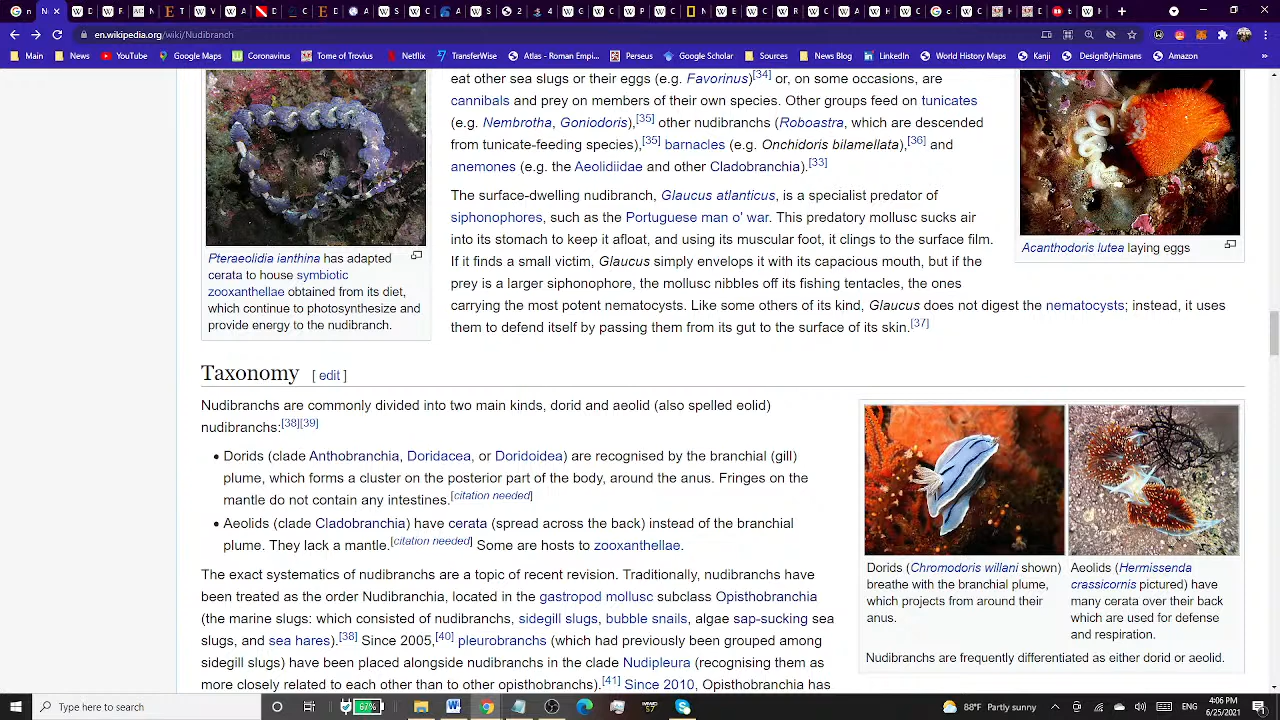 en.wikipedia.org/wiki/Nudibranch
Main News YouTube Google Maps Coronavirus Tome of Trovius Netflix TransferWise Atlas - Roman Empi... Perseus Google Scholar Sources News Blog LinkedIn World History Maps Kanji DesignByHumans Amazon
eat other sea slugs or their eggs (e.g. Favorinus)[34] or, on some occasions, are
cannibals and prey on members of their own species. Other groups feed on tunicates
(e.g. Nembrotha, Goniodoris),[35] other nudibranchs (Roboastra, which are descended
from tunicate-feeding species),[35] barnacles (e.g. Onchidoris bilamellata),[36] and
anemones (e.g. the Aeolidiidae and other Cladobranchia).[33]
The surface-dwelling nudibranch, Glaucus atlanticus, is a specialist predator of
siphonophores, such as the Portuguese man o' war. This predatory mollusc sucks air
into its stomach to keep it afloat, and using its muscular foot, it clings to the surface film.
If it finds a small victim, Glaucus simply envelops it with its capacious mouth, but if the
prey is a larger siphonophore, the mollusc nibbles off its fishing tentacles, the ones
carrying the most potent nematocysts. Like some others of its kind, Glaucus does not digest the nematocysts; instead, it uses
them to defend itself by passing them from its gut to the surface of its skin.[37]
Pteraeolidia ianthina has adapted
cerata to house symbiotic
zooxanthellae obtained from its diet,
which continue to photosynthesize and
provide energy to the nudibranch.
Acanthodoris lutea laying eggs
Taxonomy [ edit ]
Nudibranchs are commonly divided into two main kinds, dorid and aeolid (also spelled eolid)
nudibranchs:[38][39]
• Dorids (clade Anthobranchia, Doridacea, or Doridoidea) are recognised by the branchial (gill)
plume, which forms a cluster on the posterior part of the body, around the anus. Fringes on the
mantle do not contain any intestines.[citation needed]
• Aeolids (clade Cladobranchia) have cerata (spread across the back) instead of the branchial
plume. They lack a mantle.[citation needed] Some are hosts to zooxanthellae.
The exact systematics of nudibranchs are a topic of recent revision. Traditionally, nudibranchs have
been treated as the order Nudibranchia, located in the gastropod mollusc subclass Opisthobranchia
(the marine slugs: which consisted of nudibranchs, sidegill slugs, bubble snails, algae sap-sucking sea
slugs, and sea hares).[38] Since 2005,[40] pleurobranchs (which had previously been grouped among
sidegill slugs) have been placed alongside nudibranchs in the clade Nudipleura (recognising them as
more closely related to each other than to other opisthobranchs).[41] Since 2010, Opisthobranchia has
Dorids (Chromodoris willani shown)
breathe with the branchial plume,
which projects from around their
anus.
Aeolids (Hermissenda
crassicornis pictured) have
many cerata over their back
which are used for defense
and respiration.
Nudibranchs are frequently differentiated as either dorid or aeolid.
Type here to search
67%
88°F Partly sunny
ENG
4:06 PM
6/25/2021